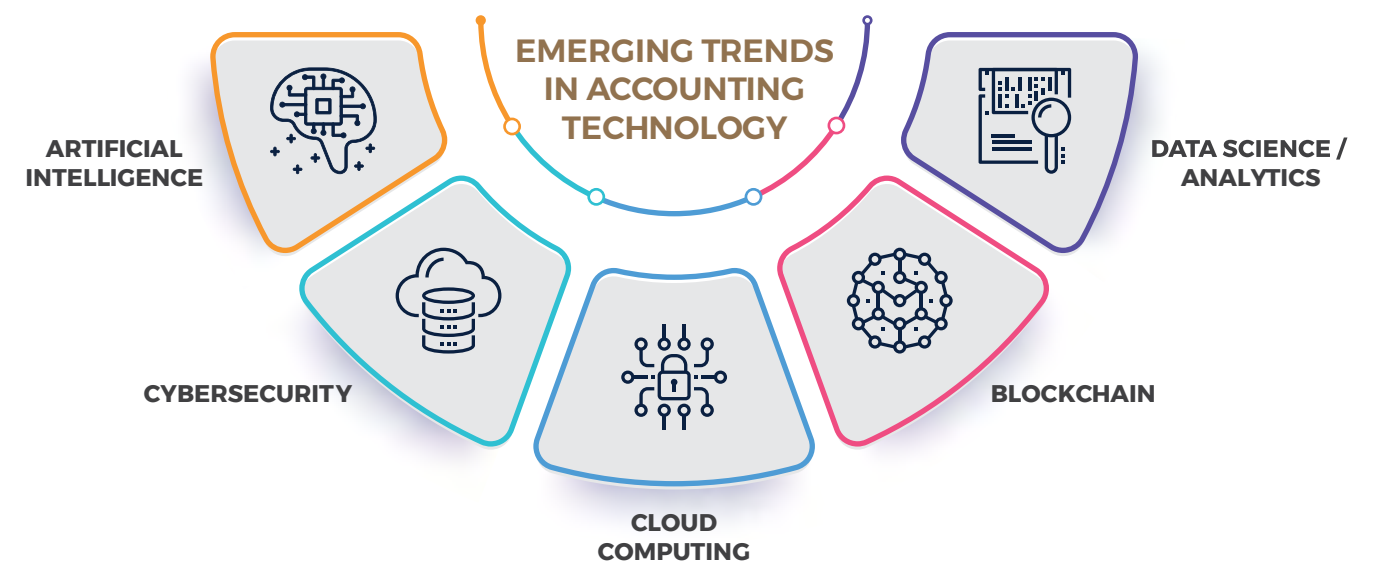 EMERGING TRENDS
IN ACCOUNTING
TECHNOLOGY
ARTIFICIAL
INTELLIGENCE
CYBERSECURITY
CLOUD
COMPUTING
BLOCKCHAIN
DATA SCIENCE /
ANALYTICS